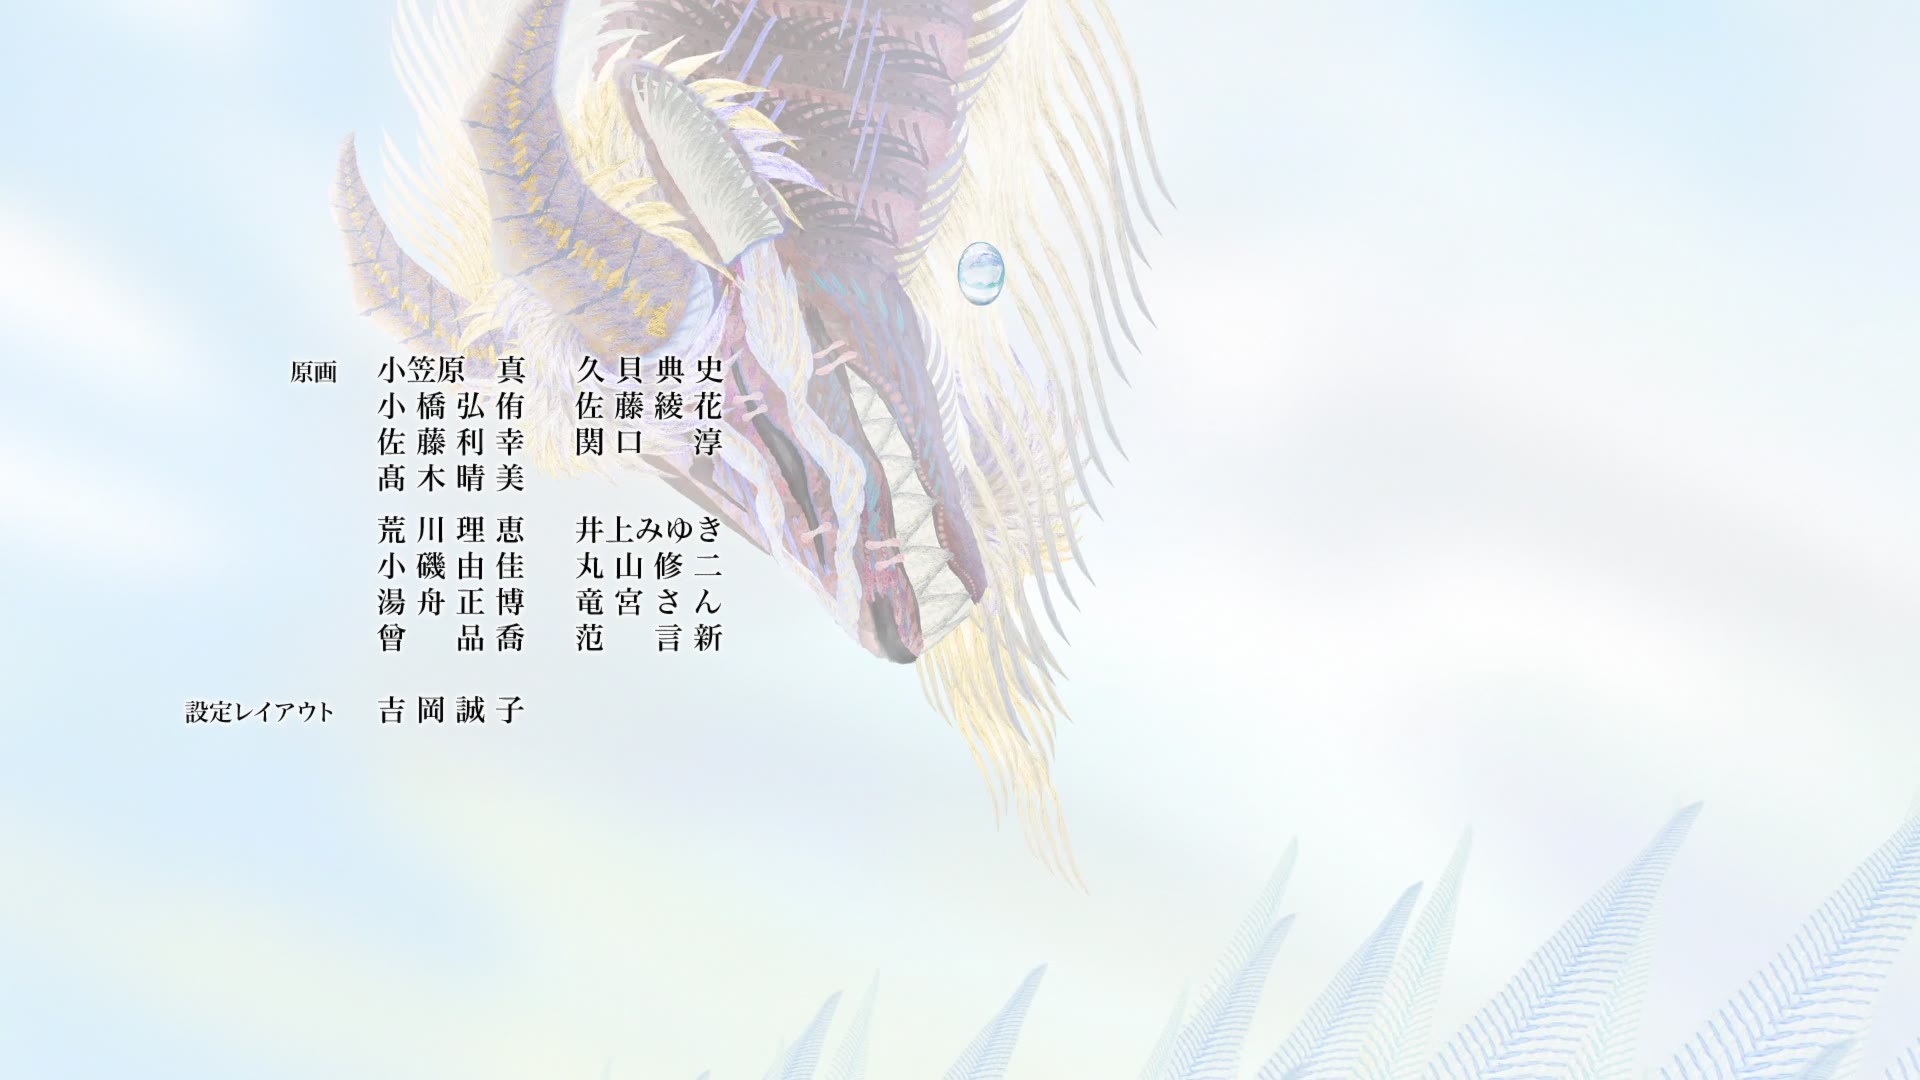 原画 小笠原 真 久貝典史
小橋弘侑 佐藤綾花
佐藤利幸 関口 淳
髙木晴美
荒川理恵 井上みゆき
小磯由佳 丸山修二
湯舟正博 竜宮さん
曾 品喬 范 言新
設定レイアウト 吉岡誠子